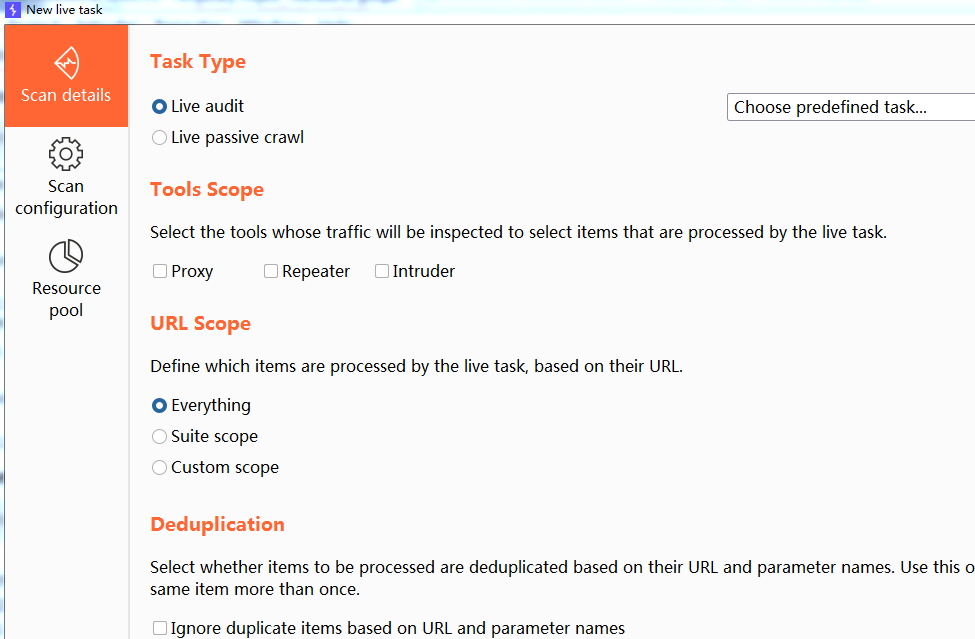 New live task
Scan details
Scan
configuration
Resource
pool
Task Type
Live audit
Choose predefined task...
Live passive crawl
Tools Scope
Select the tools whose traffic will be inspected to select items that are processed by the live task.
Proxy Repeater Intruder
URL Scope
Define which items are processed by the live task, based on their URL.
Everything
Suite scope
Custom scope
Deduplication
Select whether items to be processed are deduplicated based on their URL and parameter names. Use this
same item more than once.
Ignore duplicate items based on URL and parameter names